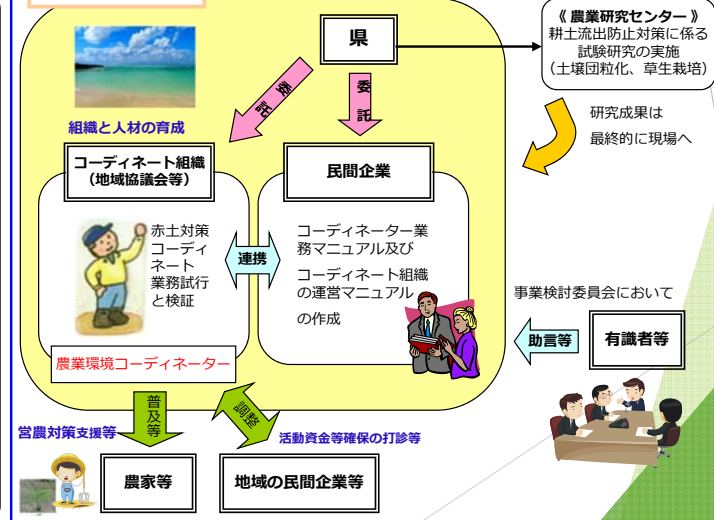 県
《 農業研究センター 》
耕土流出防止対策に係る
試験研究の実施
（土壌団粒化、草生栽培）
委託
委託
研究成果は
最終的に現場へ
組織と人材の育成
コーディネート組織
（地域協議会等）
民間企業
赤土対策
コーディ
ネート
業務試行
と検証
連携
コーディネーター業
務マニュアル及び
コーディネート組織
の運営マニュアル
の作成
農業環境コーディネーター
事業検討委員会において
助言等
有識者等
普及等
調整
営農対策支援等
活動資金等確保の打診等
農家等
地域の民間企業等